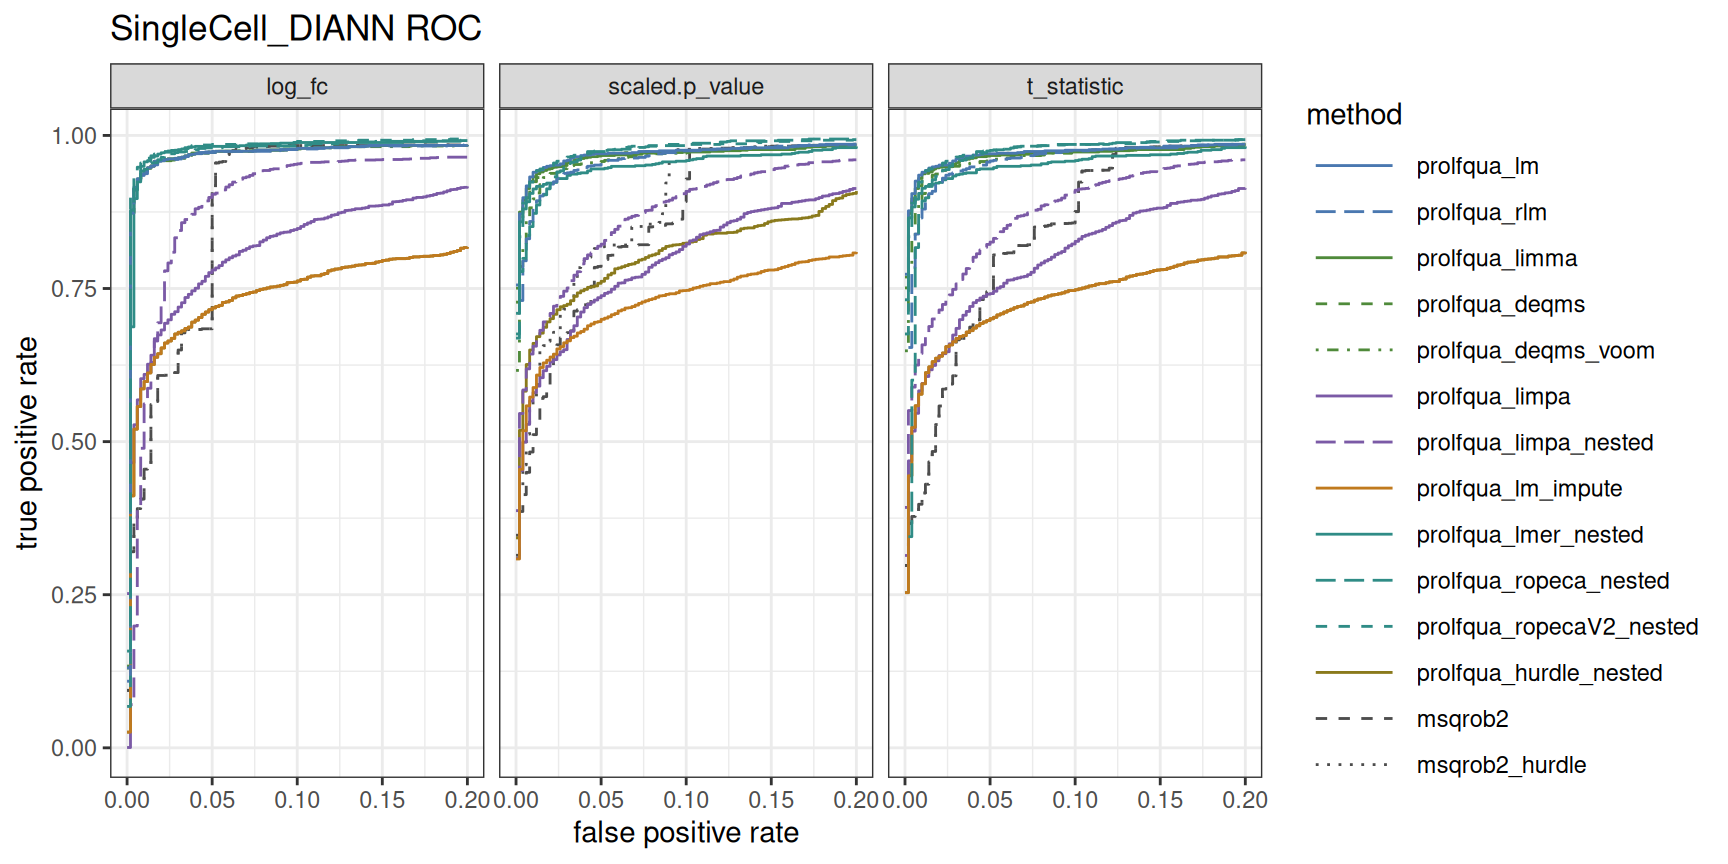 SingleCell_DIANN ROC
log_fc
scaled.p_value
t_statistic
true positive rate
1.00
0.75
0.50
0.25
0.00
0.00 0.05 0.10 0.15 0.20
0.00 0.05 0.10 0.15 0.20
0.00 0.05 0.10 0.15 0.20
false positive rate
method
prolfqua_lm
prolfqua_rlm
prolfqua_limma
prolfqua_deqms
prolfqua_deqms_voom
prolfqua_limpa
prolfqua_limpa_nested
prolfqua_lm_impute
prolfqua_lmer_nested
prolfqua_ropeca_nested
prolfqua_ropecaV2_nested
prolfqua_hurdle_nested
msqrob2
msqrob2_hurdle